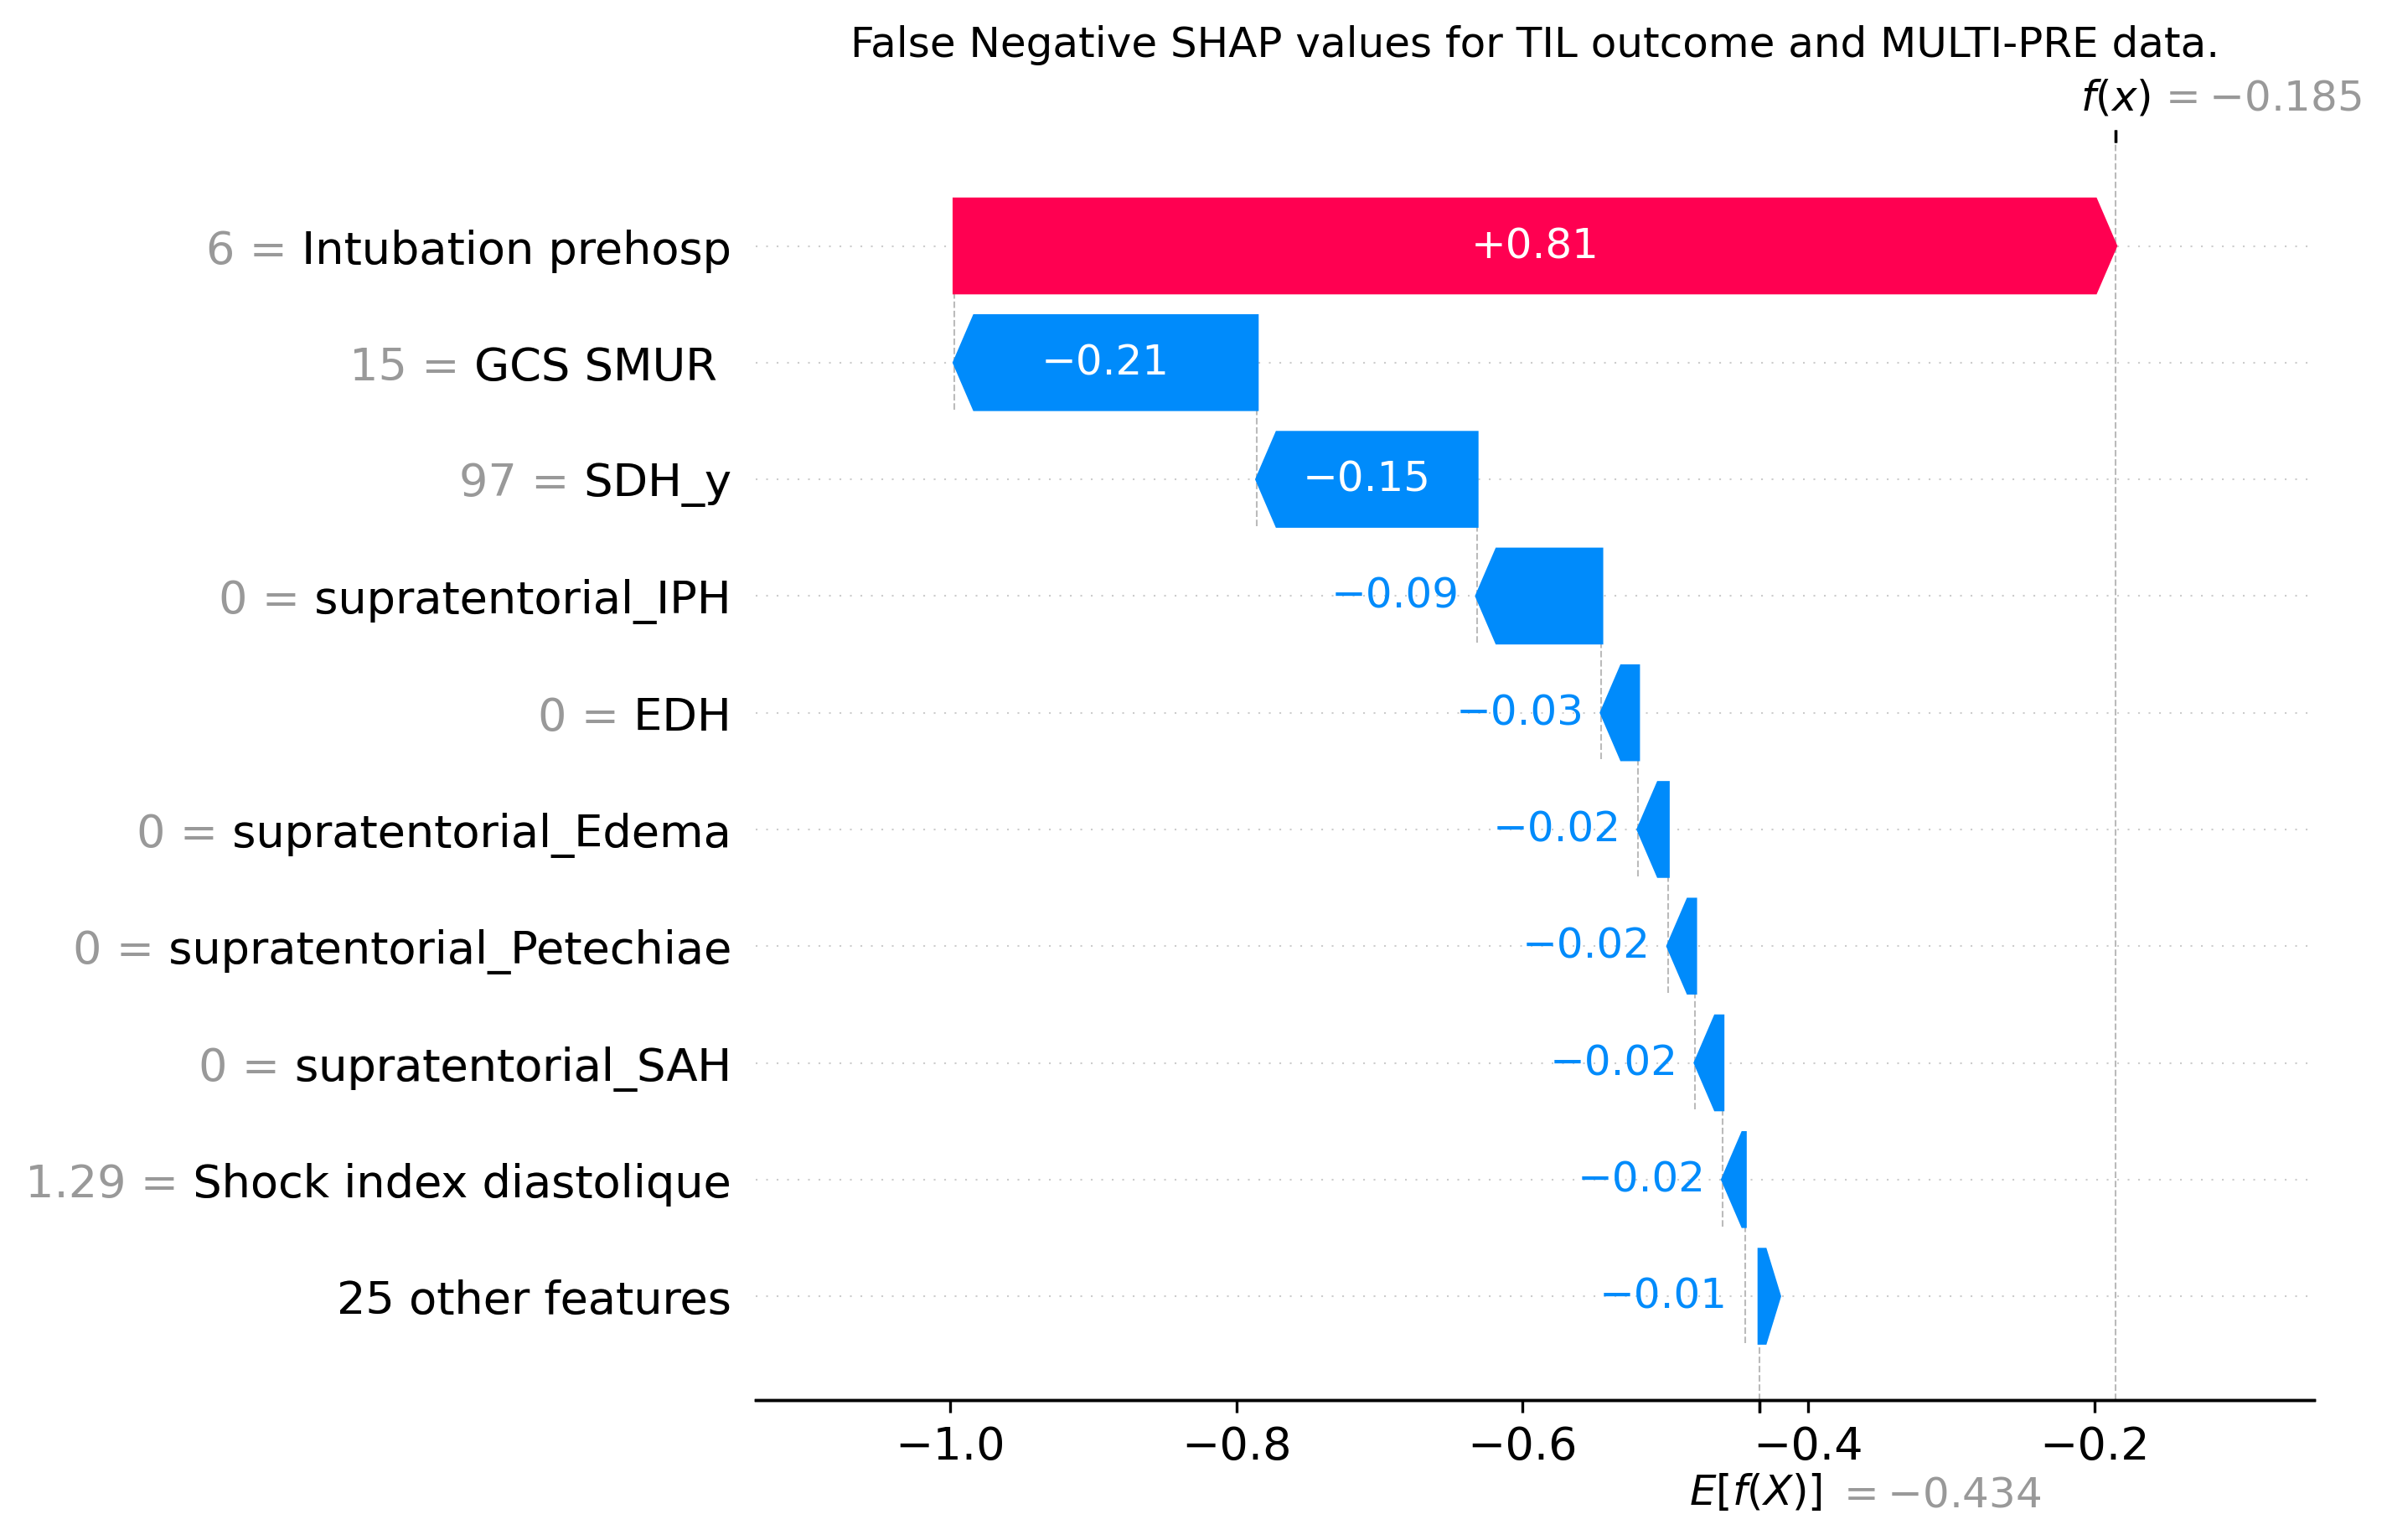 False Negative SHAP values for TIL outcome and MULTI-PRE data.
f(x) = −0.185
6 = Intubation prehosp
+0.81
15 = GCS SMUR
−0.21
97 = SDH_y
−0.15
0 = supratentorial_IPH
−0.09
0 = EDH
−0.03
0 = supratentorial_Edema
−0.02
0 = supratentorial_Petechiae
−0.02
0 = supratentorial_SAH
−0.02
1.29 = Shock index diastolique
−0.02
25 other features
−0.01
−1.0 −0.8 −0.6 −0.4 −0.2
E[f(X)] = −0.434